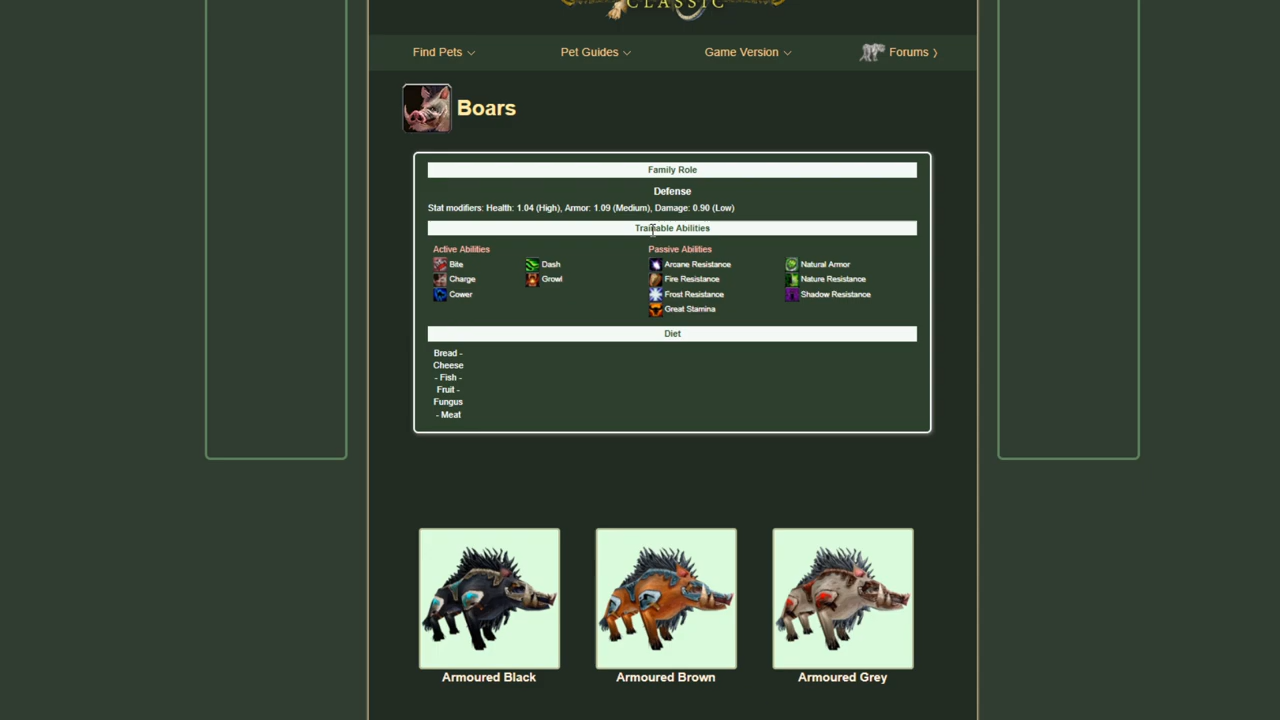 CLASSIC
Find Pets
Pet Guides
Game Version
Forums
Boars
Family Role
Defense
Stat modifiers: Health: 1.04 (High), Armor: 1.09 (Medium), Damage: 0.90 (Low)
Trainable Abilities
Active Abilities
Bite
Dash
Charge
Growl
Cower
Passive Abilities
Arcane Resistance
Natural Armor
Fire Resistance
Nature Resistance
Frost Resistance
Shadow Resistance
Great Stamina
Diet
Bread -
Cheese
- Fish -
Fruit -
Fungus
- Meat
Armoured Black
Armoured Brown
Armoured Grey